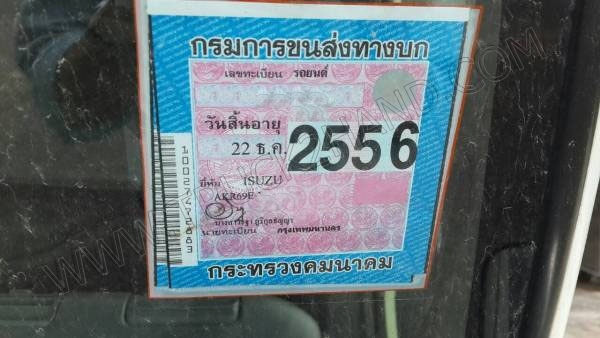 กรมการขนส่งทางบก
เลขทะเบียน รถยนต์
วันสิ้นอายุ
22 ธ.ค. 2556
ยี่ห้อ ISUZU
AKR69E
นายทะเบียน กรุงเทพมหานคร
กระทรวงคมนาคม